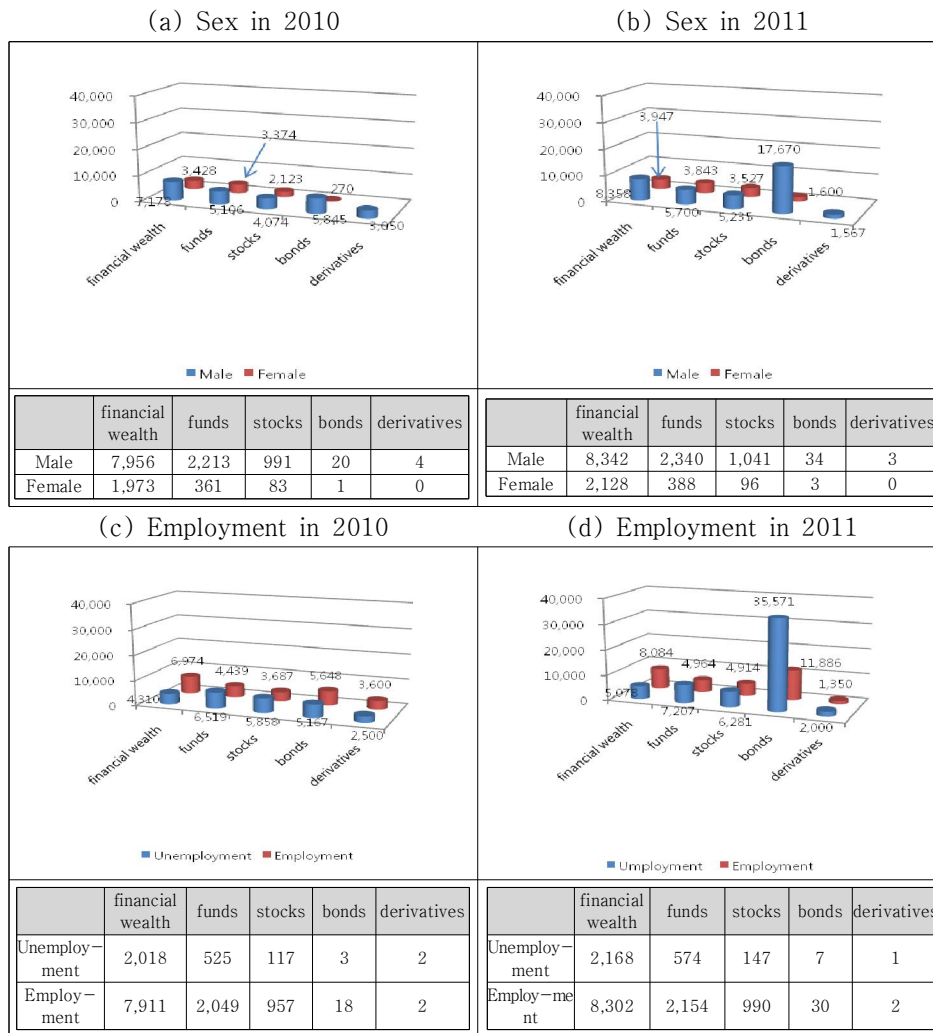 (a) Sex in 2010
40,000
30,000
20,000
10,000
0
3,374
3,428
2,123
270
7,178
5,106
4,074
5,845
3,050
financial wealth
funds
stocks
bonds
derivatives
Male Female
financial
wealth funds stocks bonds derivatives
Male 7,956 2,213 991 20 4
Female 1,973 361 83 1 0
(b) Sex in 2011
40,000
30,000
20,000
10,000
0
3,947
17,670
3,843
3,527
1,600
8,358
5,700
5,235
1,567
financial wealth
funds
stocks
bonds
derivatives
Male Female
financial
wealth funds stocks bonds derivatives
Male 8,342 2,340 1,041 34 3
Female 2,128 388 96 3 0
(c) Employment in 2010
40,000
30,000
20,000
10,000
0
6,974
4,439
3,687
5,648
3,600
4,310
6,519
5,858
5,167
2,500
financial wealth
funds
stocks
bonds
derivatives
Unemployment Employment
financial
wealth funds stocks bonds derivatives
Unemploy-
ment 2,018 525 117 3 2
Employ-
ment 7,911 2,049 957 18 2
(d) Employment in 2011
40,000
30,000
20,000
10,000
0
35,571
8,084
4,964
4,914
11,886
1,350
5,078
7,207
6,281
2,000
financial wealth
funds
stocks
bonds
derivatives
Umployment Employment
financial
wealth funds stocks bonds derivatives
Unemploy-
ment 2,168 574 147 7 1
Employ-me
nt 8,302 2,154 990 30 2